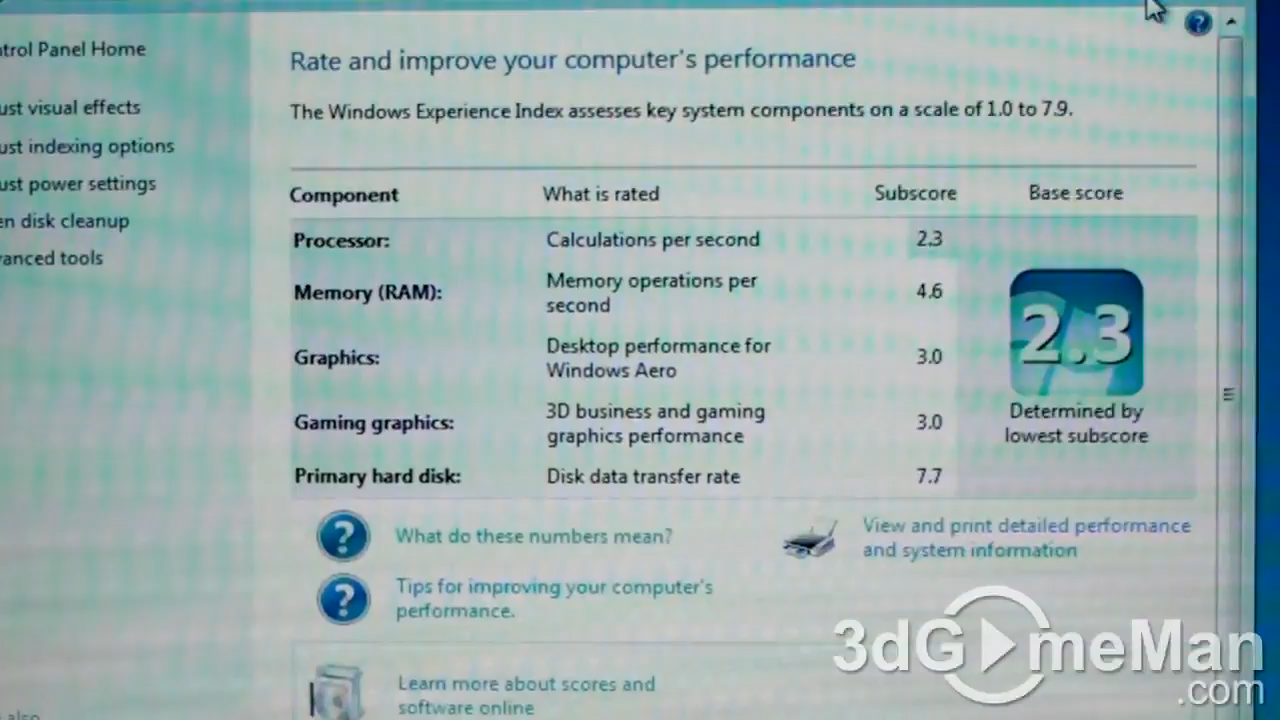 trol Panel Home
ust visual effects
ust indexing options
ust power settings
en disk cleanup
vanced tools
also
Rate and improve your computer's performance
The Windows Experience Index assesses key system components on a scale of 1.0 to 7.9.
Component What is rated Subscore Base score
Processor: Calculations per second 2.3
Memory (RAM): Memory operations per
second 4.6
Graphics: Desktop performance for
Windows Aero 3.0
Gaming graphics: 3D business and gaming
graphics performance 3.0
Primary hard disk: Disk data transfer rate 7.7
2.3
Determined by
lowest subscore
What do these numbers mean?
View and print detailed performance
and system information
Tips for improving your computer's
performance.
Learn more about scores and
software online
3dGameMan
.com